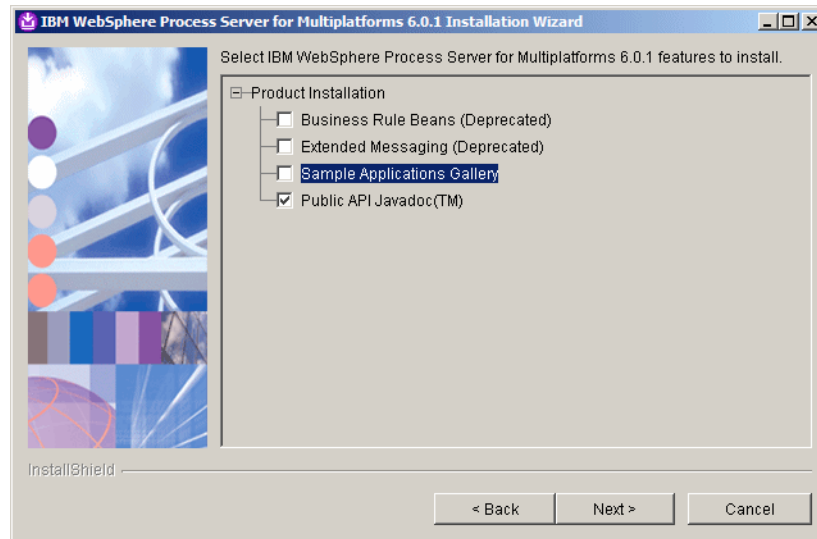 IBM WebSphere Process Server for Multiplatforms 6.0.1 Installation Wizard
Select IBM WebSphere Process Server for Multiplatforms 6.0.1 features to install.
Product Installation
Business Rule Beans (Deprecated)
Extended Messaging (Deprecated)
Sample Applications Gallery
Public API Javadoc(TM)
InstallShield
< Back
Next >
Cancel